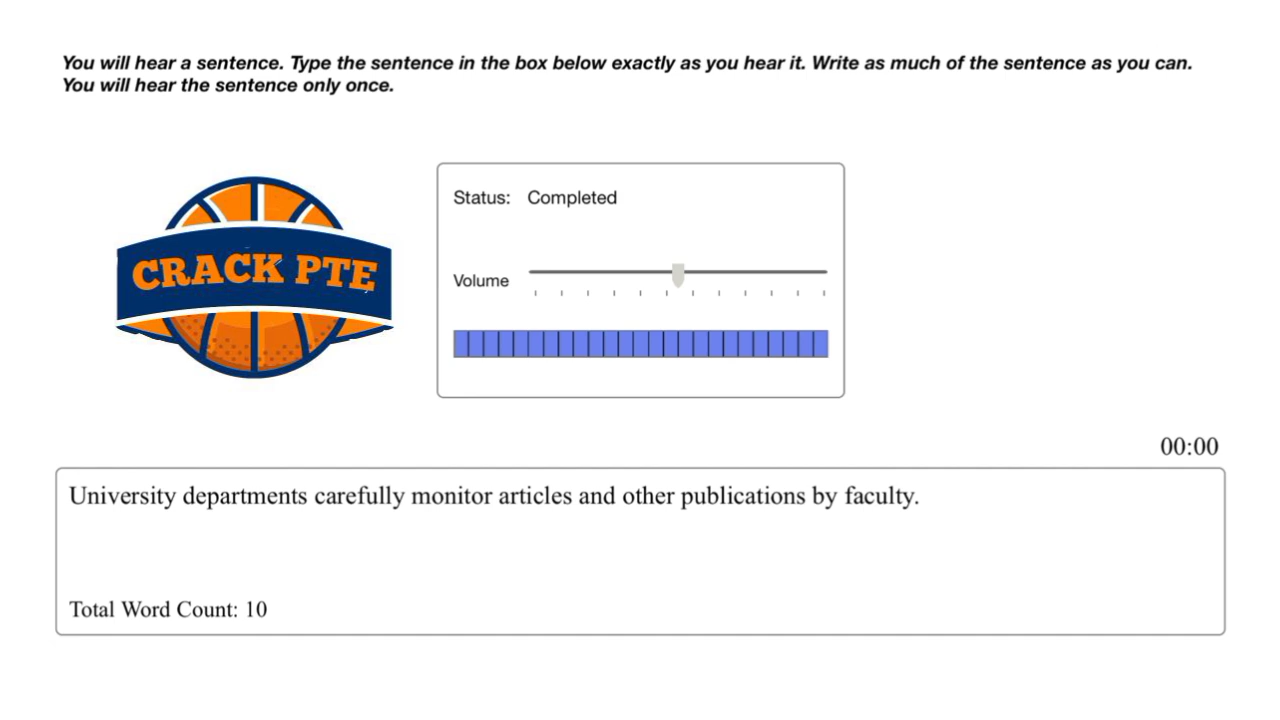 You will hear a sentence. Type the sentence in the box below exactly as you hear it. Write as much of the sentence as you can.
You will hear the sentence only once.
CRACK PTE
Status: Completed
Volume
00:00
University departments carefully monitor articles and other publications by faculty.
Total Word Count: 10